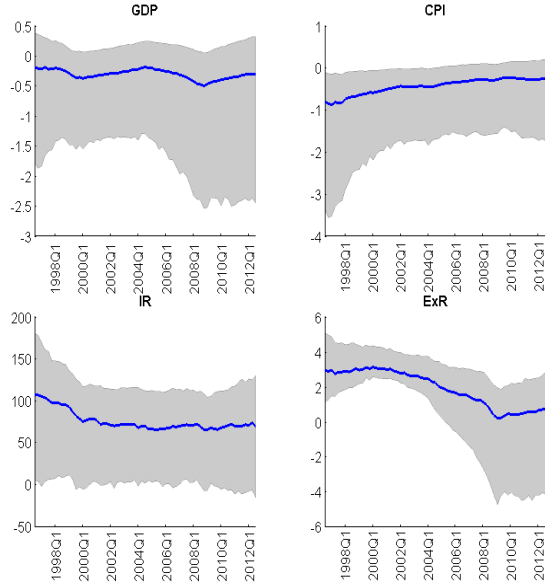 GDP
0.5
0
-0.5
-1
-1.5
-2
-2.5
-3
1998Q1
2000Q1
2002Q1
2004Q1
2006Q1
2008Q1
2010Q1
2012Q1
CPI
1
0
-1
-2
-3
-4
1998Q1
2000Q1
2002Q1
2004Q1
2006Q1
2008Q1
2010Q1
2012Q1
IR
200
150
100
50
0
-50
1998Q1
2000Q1
2002Q1
2004Q1
2006Q1
2008Q1
2010Q1
2012Q1
ExR
6
4
2
0
-2
-4
-6
1998Q1
2000Q1
2002Q1
2004Q1
2006Q1
2008Q1
2010Q1
2012Q1